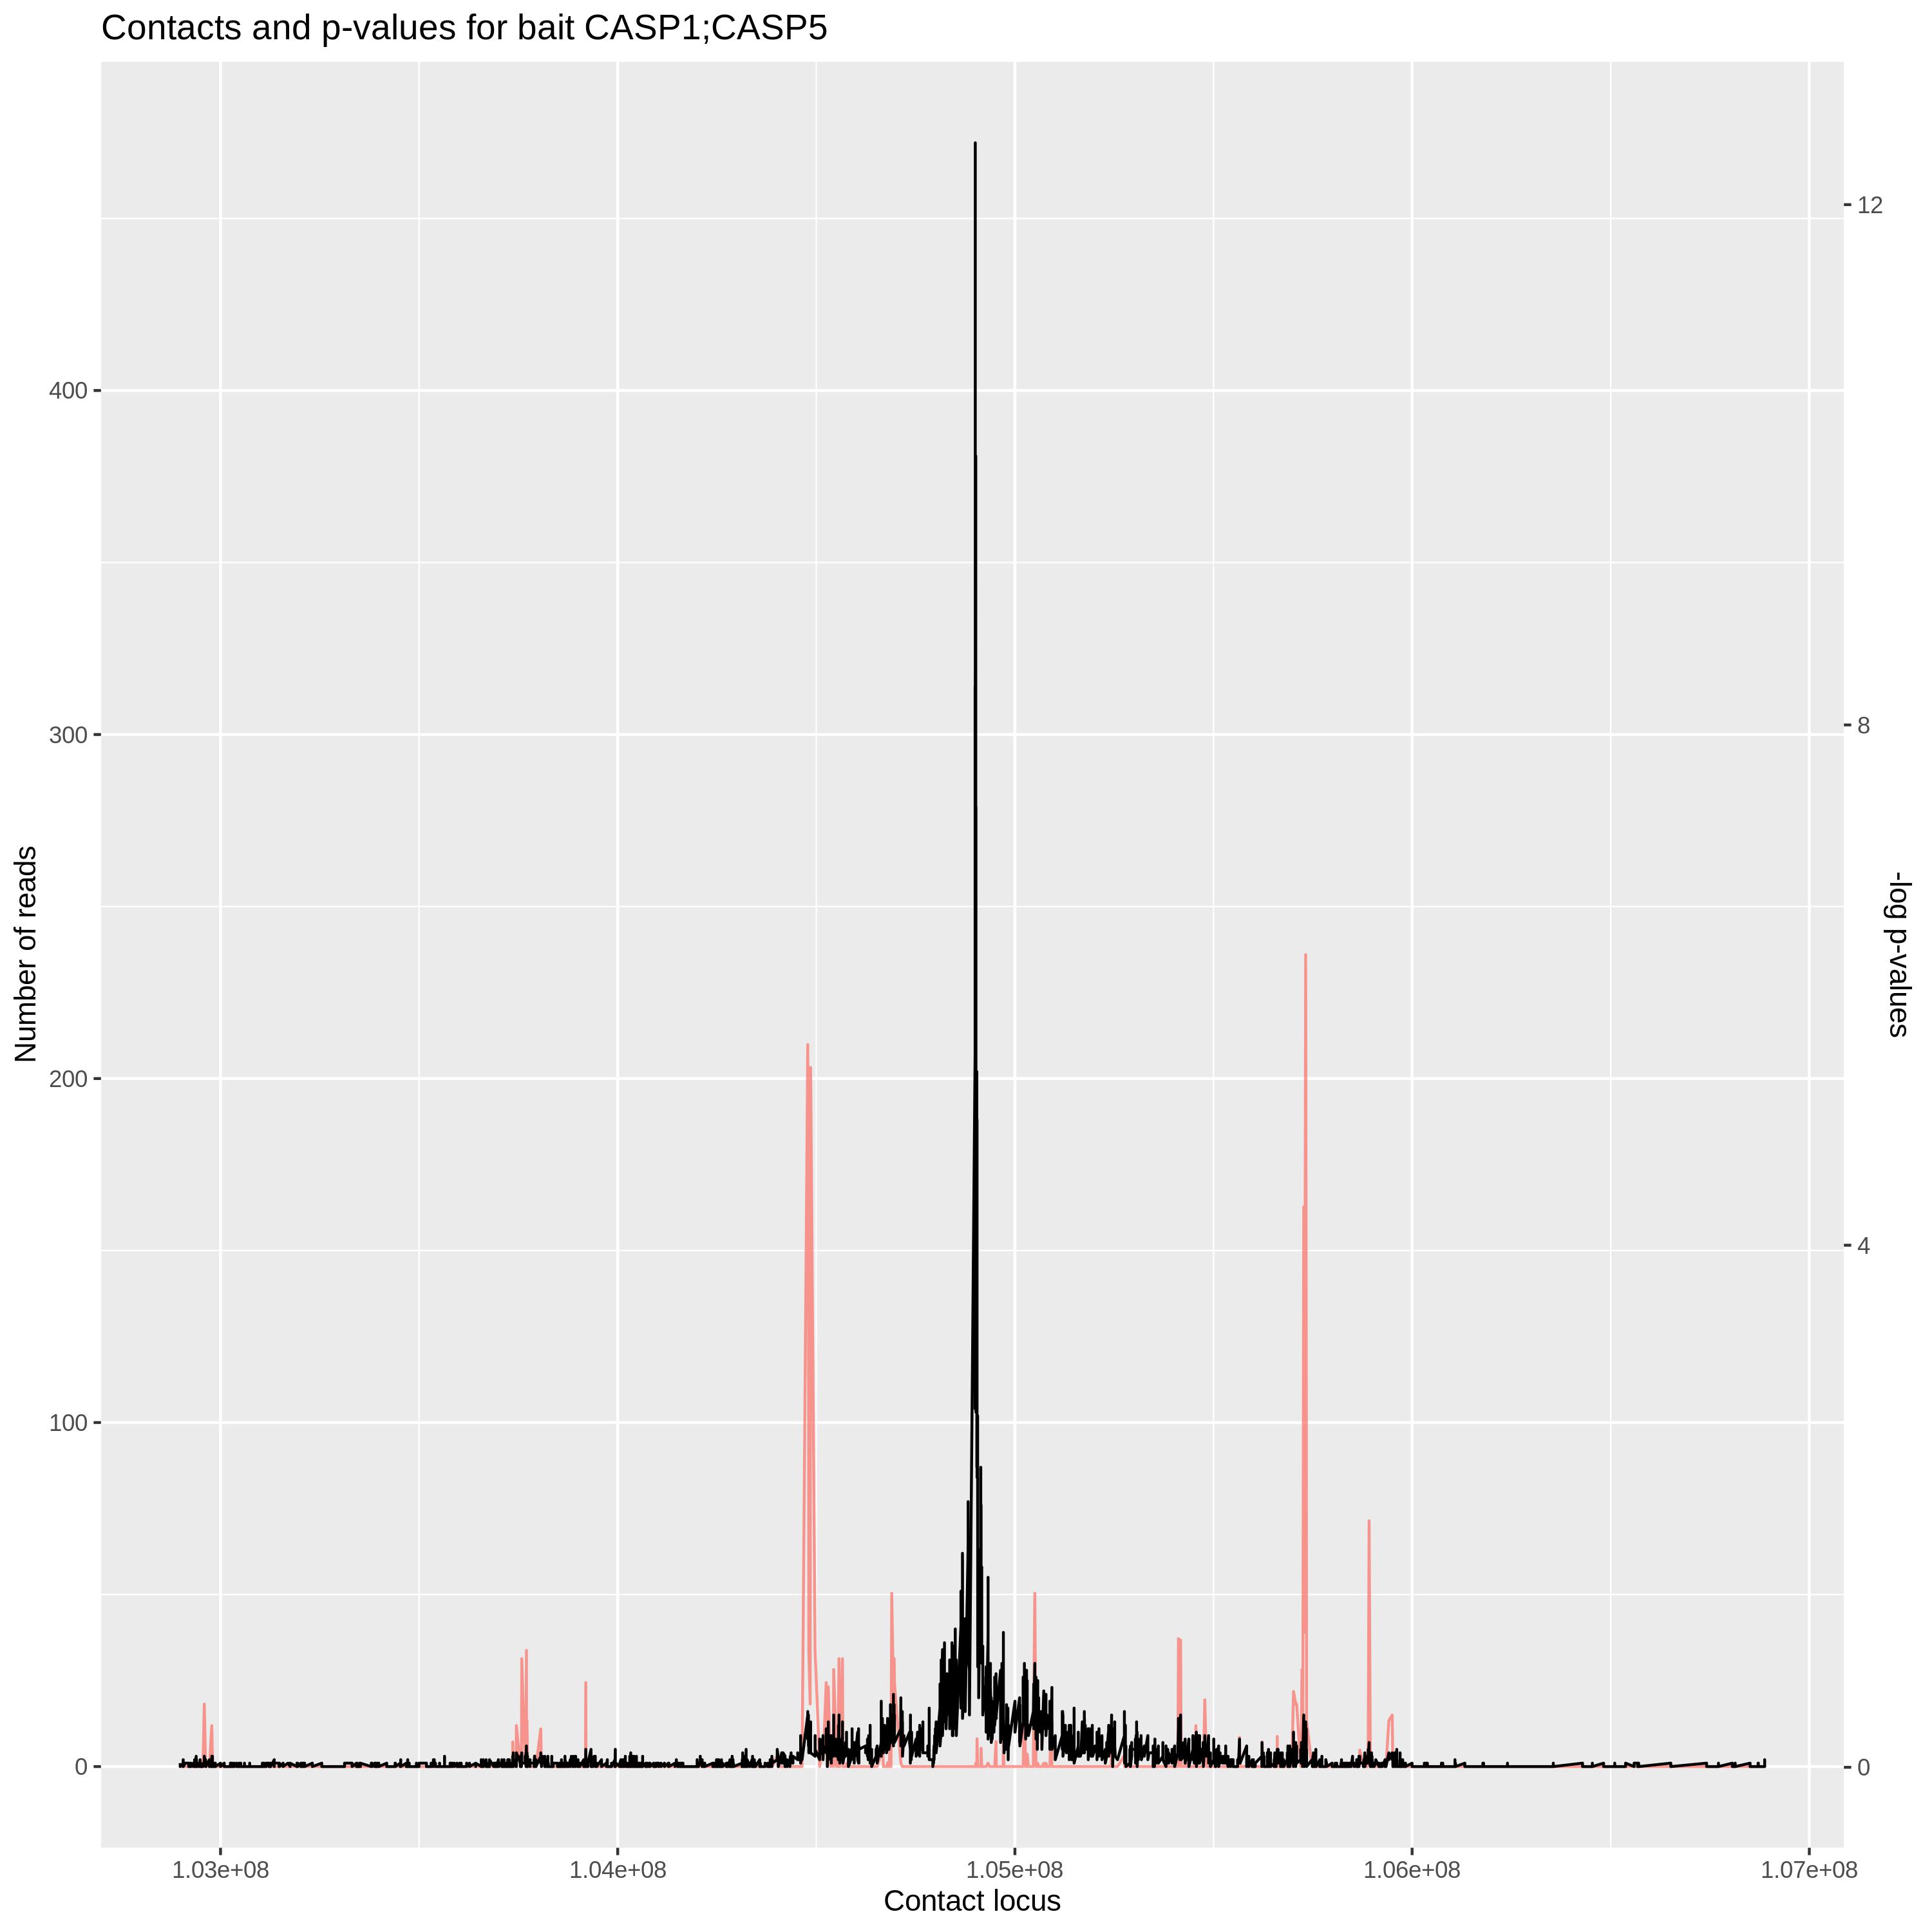 Contacts and p-values for bait CASP1;CASP5
12
400
300
8
Number of reads
-log p-values
200
4
100
0
0
1.03e+08
1.04e+08
1.05e+08
1.06e+08
1.07e+08
Contact locus